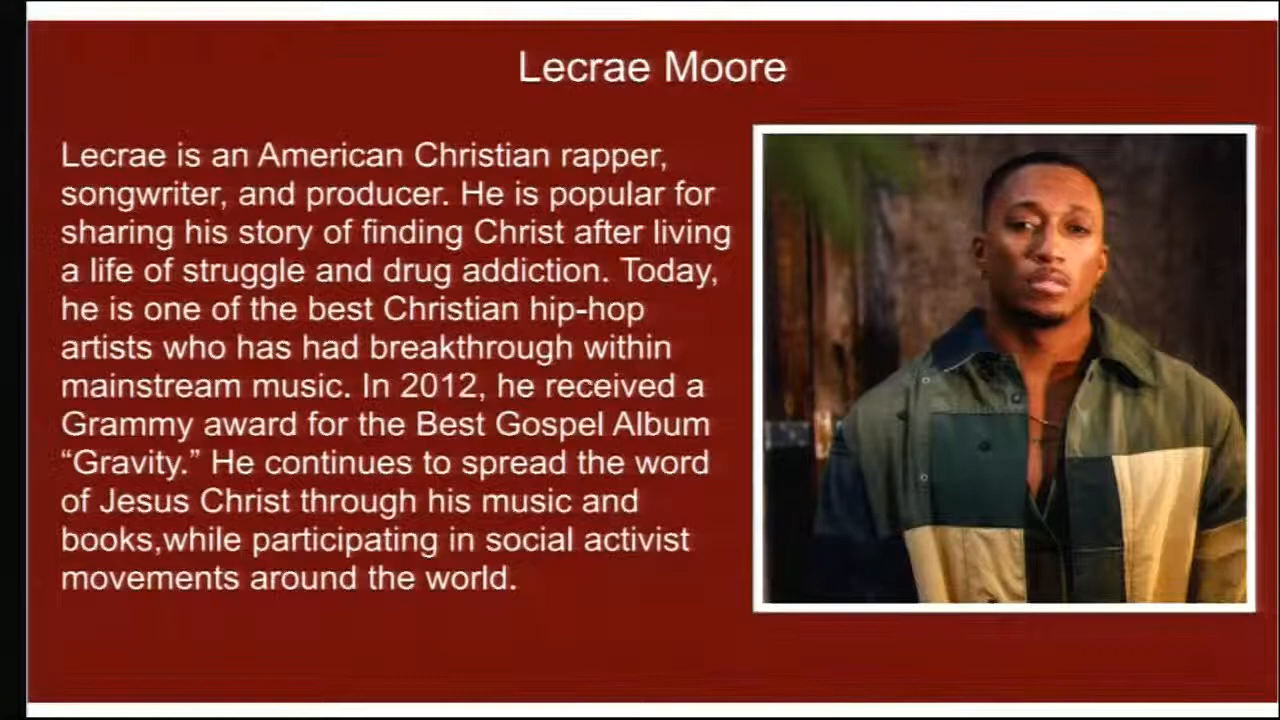 Lecrae Moore
Lecrae is an American Christian rapper,
songwriter, and producer. He is popular for
sharing his story of finding Christ after living
a life of struggle and drug addiction. Today,
he is one of the best Christian hip-hop
artists who has had breakthrough within
mainstream music. In 2012, he received a
Grammy award for the Best Gospel Album
“Gravity.” He continues to spread the word
of Jesus Christ through his music and
books,while participating in social activist
movements around the world.